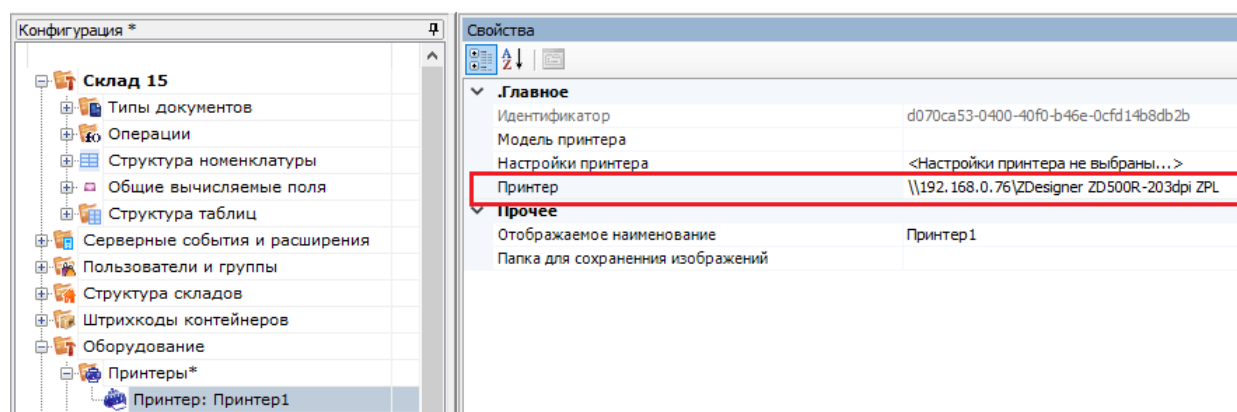 Конфигурация *
Склад 15
Типы документов
Операции
Структура номенклатуры
Общие вычисляемые поля
Структура таблиц
Серверные события и расширения
Пользователи и группы
Структура складов
Штрихкоды контейнеров
Оборудование
Принтеры*
Принтер: Принтер1
Свойства
.Главное
Идентификатор d070ca53-0400-40f0-b46e-0cfd14b8db2b
Модель принтера
Настройки принтера <Настройки принтера не выбраны...>
Принтер \\192.168.0.76\ZDesigner ZD500R-203dpi ZPL
Прочее
Отображаемое наименование Принтер1
Папка для сохраненния изображений